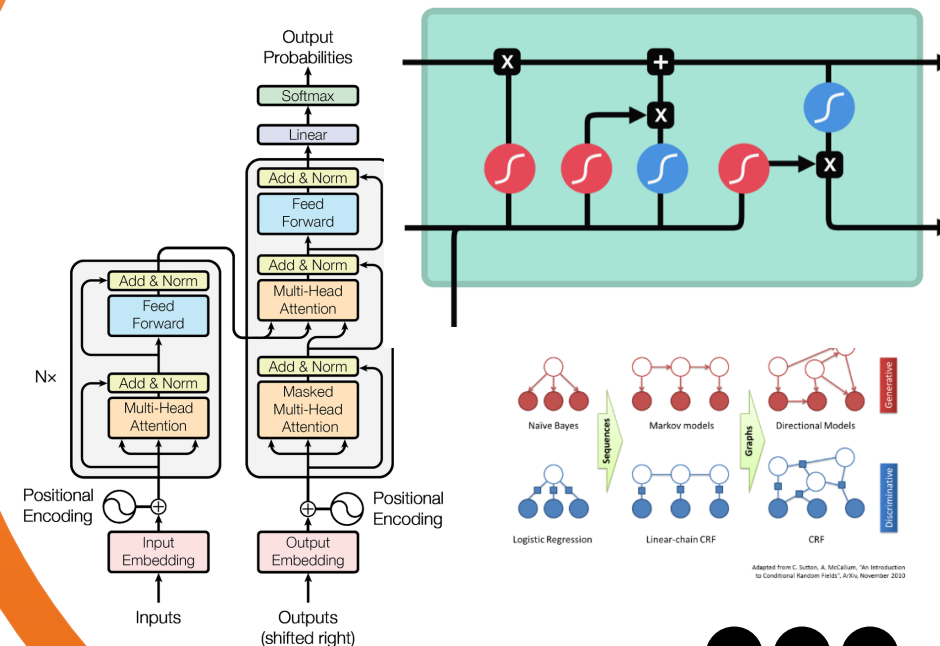 Output
Probabilities
Softmax
Linear
Add & Norm
Feed
Forward
Add & Norm
Multi-Head
Attention
Add & Norm
Masked
Multi-Head
Attention
Add & Norm
Feed
Forward
N×
Add & Norm
Multi-Head
Attention
Positional
Encoding
Positional
Encoding
Input
Embedding
Output
Embedding
Inputs
Outputs
(shifted right)
X
+
X
X
Naïve Bayes
Sequences
Markov models
Graphs
Directional Models
Generative
Logistic Regression
Linear-chain CRF
CRF
Discriminative
Adapted from C. Sutton, A. McCallum, "An Introduction
to Conditional Random Fields", ArXiv, November 2010